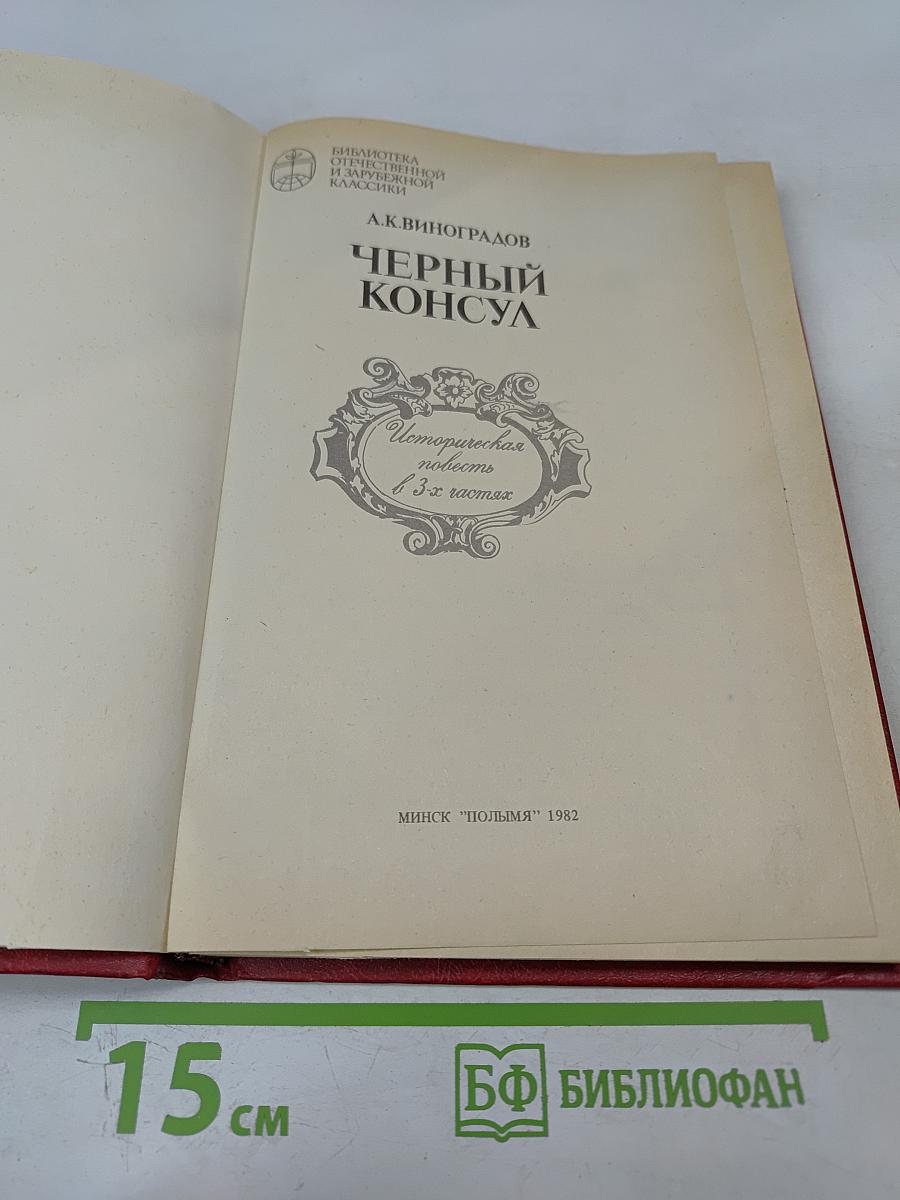 БИБЛИОТЕКА
ОТЕЧЕСТВЕННОЙ
И ЗАРУБЕЖНОЙ
КЛАССИКИ
А.К.ВИНОГРАДОВ
ЧЕРНЫЙ
КОНСУЛ
Историческая
повесть
в 3-х частях
МИНСК "ПОЛЫМЯ" 1982
15 см
БФ БИБЛИОФАН